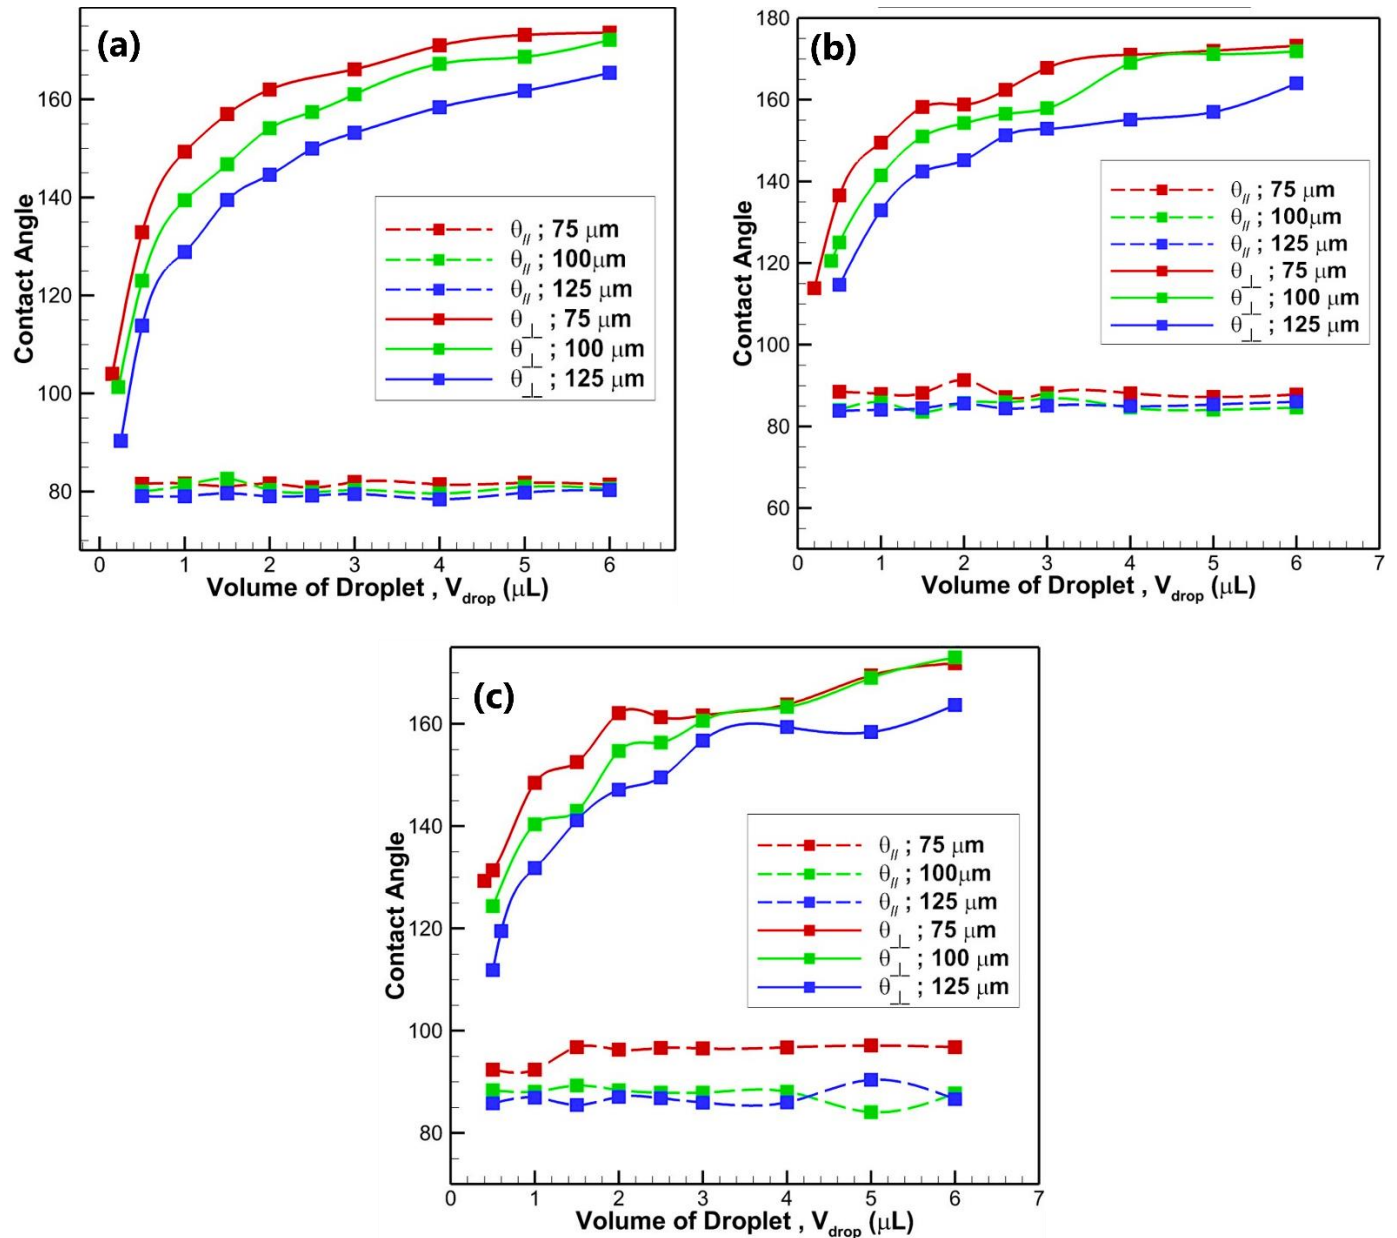 (a)
160
140
120
100
80
Contact Angle
θ// ; 75 μm
θ// ; 100μm
θ// ; 125 μm
θ⊥ ; 75 μm
θ⊥ ; 100 μm
θ⊥ ; 125 μm
0 1 2 3 4 5 6
Volume of Droplet , Vdrop (μL)
(b)
180
160
140
120
100
80
60
Contact Angle
θ// ; 75 μm
θ// ; 100μm
θ// ; 125 μm
θ⊥ ; 75 μm
θ⊥ ; 100 μm
θ⊥ ; 125 μm
0 1 2 3 4 5 6 7
Volume of Droplet , Vdrop (μL)
(c)
160
140
120
100
80
Contact Angle
θ// ; 75 μm
θ// ; 100μm
θ// ; 125 μm
θ⊥ ; 75 μm
θ⊥ ; 100 μm
θ⊥ ; 125 μm
0 1 2 3 4 5 6 7
Volume of Droplet , Vdrop (μL)